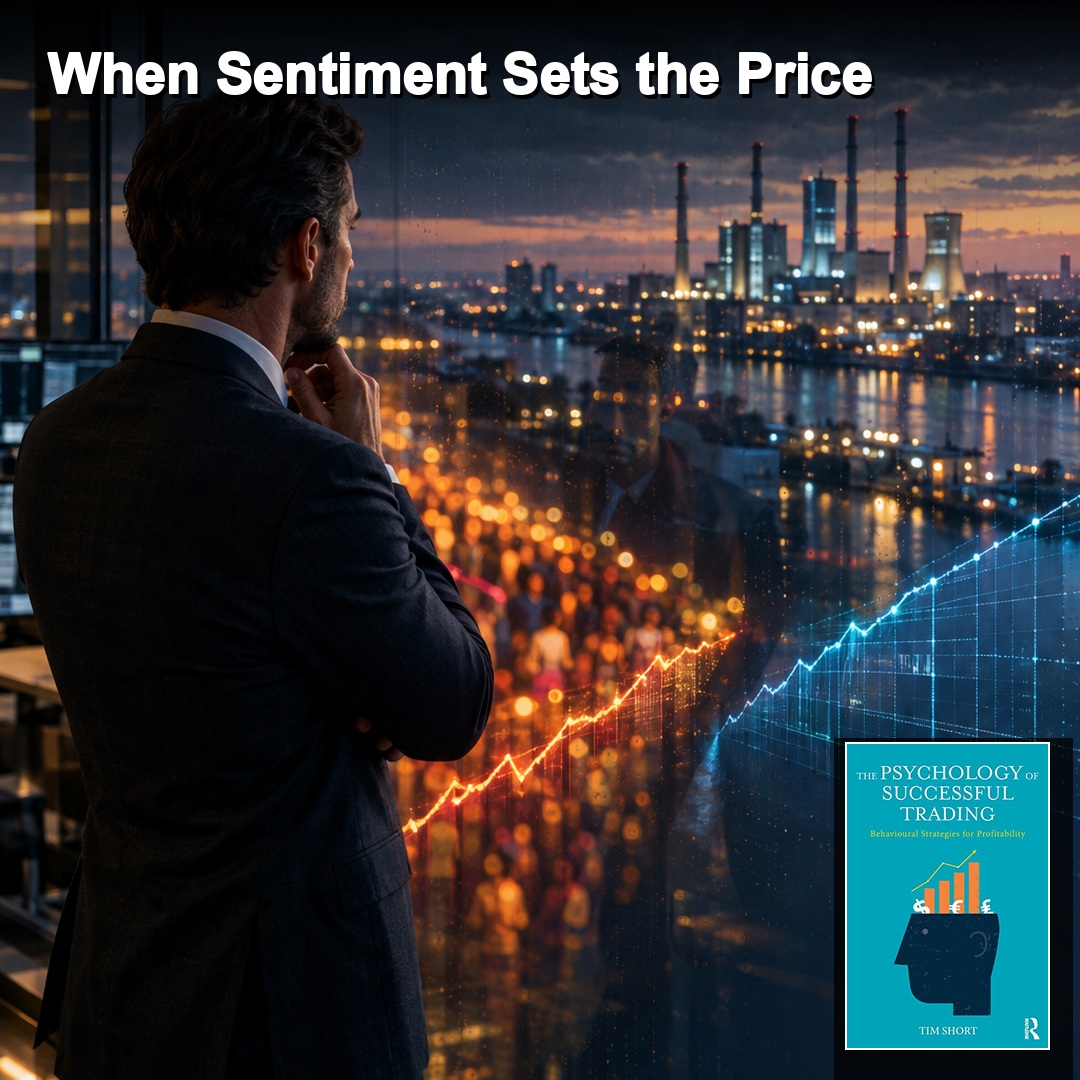 When Sentiment Sets the Price
THE PSYCHOLOGY OF
SUCCESSFUL
TRADING
Behavioural Strategies for Profitability
$ € £
TIM SHORT
R